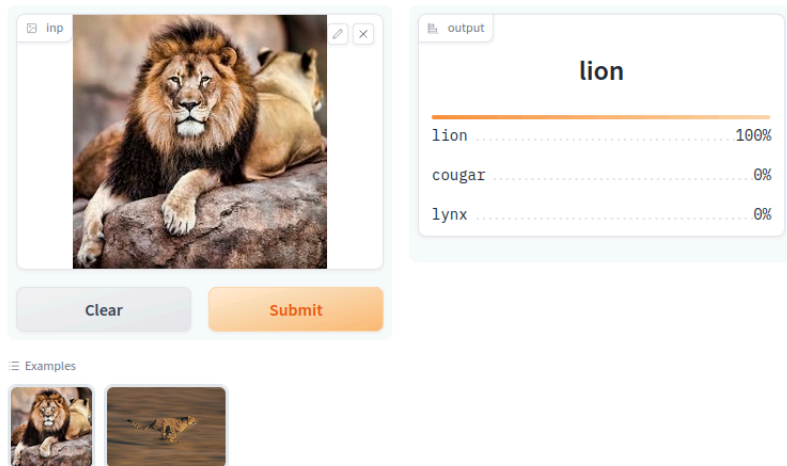 inp
output
lion
lion 100%
cougar 0%
lynx 0%
Clear
Submit
Examples